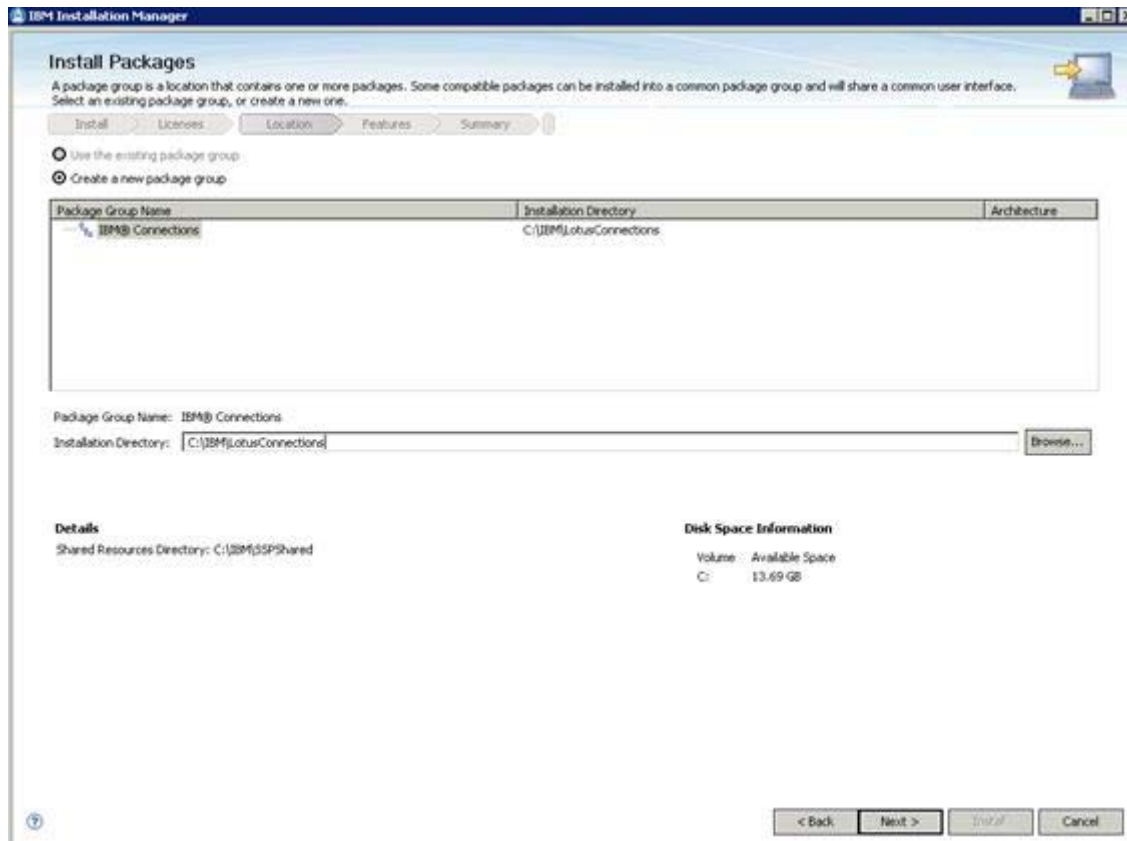 IBM Installation Manager
Install Packages
A package group is a location that contains one or more packages. Some compatible packages can be installed into a common package group and will share a common user interface.
Select an existing package group, or create a new one.
Install Licenses Location Features Summary
Use the existing package group
Create a new package group
Package Group Name Installation Directory Architecture
IBM® Connections C:\IBM\LotusConnections
Package Group Name: IBM® Connections
Installation Directory: C:\IBM\LotusConnections Browse...
Details Disk Space Information
Shared Resources Directory: C:\IBM\SSPShared
Volume Available Space
C: 13.69 GB
? < Back Next > Install Cancel